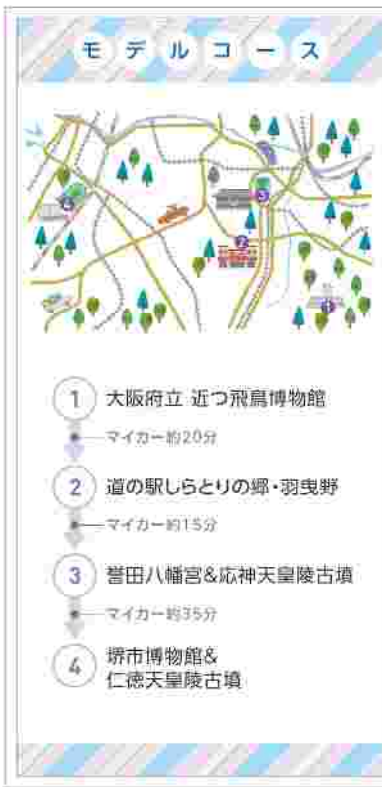 モデルコース
1 大阪府立 近つ飛鳥博物館
マイカー約20分
2 道の駅しらとりの郷・羽曳野
マイカー約15分
3 誉田八幡宮&応神天皇陵古墳
マイカー約35分
4 堺市博物館&
仁徳天皇陵古墳